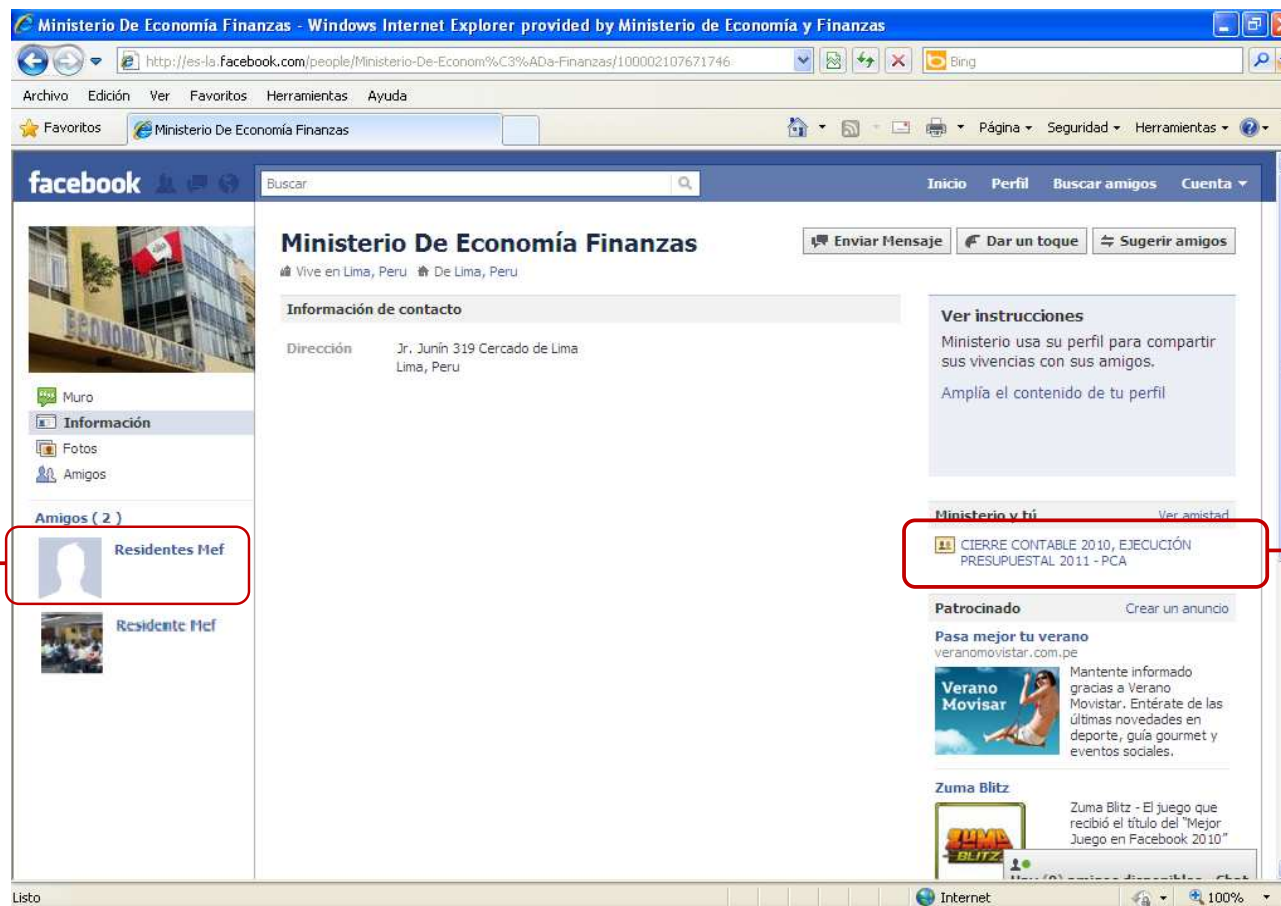 Ministerio De Economía Finanzas - Windows Internet Explorer provided by Ministerio de Economía y Finanzas
http://es-la.facebook.com/people/Ministerio-De-Econom%C3%ADa-Finanzas/100002107671746
Bing
Archivo Edición Ver Favoritos Herramientas Ayuda
Favoritos
Ministerio De Economía Finanzas
Página Seguridad Herramientas
facebook
Buscar
Inicio Perfil Buscar amigos Cuenta
ECONOMIA Y FINANZAS
Muro
Información
Fotos
Amigos
Amigos ( 2 )
Residentes Mef
Residente Mef
Ministerio De Economía Finanzas
Vive en Lima, Peru De Lima, Peru
Enviar Mensaje Dar un toque Sugerir amigos
Información de contacto
Dirección Jr. Junín 319 Cercado de Lima
Lima, Peru
Ver instrucciones
Ministerio usa su perfil para compartir
sus vivencias con sus amigos.
Amplía el contenido de tu perfil
Ministerio y tú Ver amistad
CIERRE CONTABLE 2010, EJECUCIÓN
PRESUPUESTAL 2011 - PCA
Patrocinado Crear un anuncio
Pasa mejor tu verano
veranomovistar.com.pe
Verano
Movisar
Mantente informado
gracias a Verano
Movistar. Entérate de las
últimas novedades en
deporte, guía gourmet y
eventos sociales.
Zuma Blitz
ZUMA
BLITZ
Zuma Blitz - El juego que
recibió el título del "Mejor
Juego en Facebook 2010"
Listo
Internet
100%